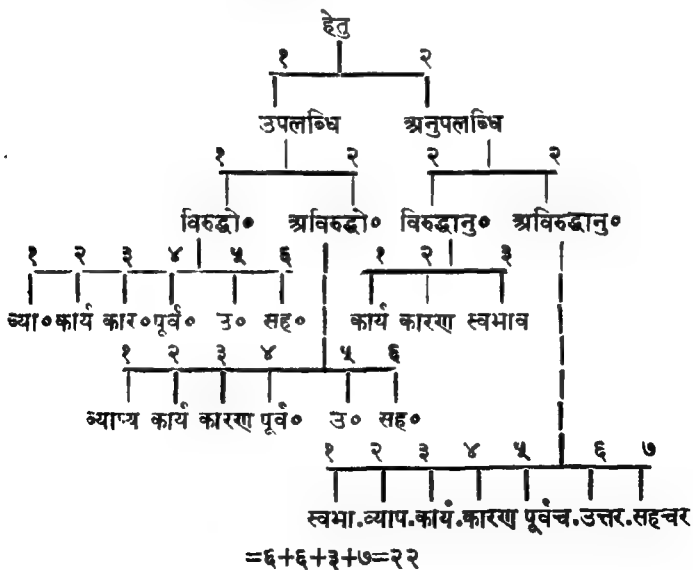 हेतु
१ २
उपलब्धि अनुपलब्धि
१ २ २ २
विरुद्धो० अविरुद्धो० विरुद्धानु० अविरुद्धानु०
१ २ ३ ४ ५ ६ १ २ ३
व्या० कार्य कार० पूर्व० उ० सह० कार्य कारण स्वभाव
१ २ ३ ४ ५ ६
व्याप्य कार्य कारण पूर्व० उ० सह०
१ २ ३ ४ ५ ६ ७
स्वभा.व्याप.कार्य.कारण पूर्वच.उत्तर.सहचर
=६+६+३+७=२२